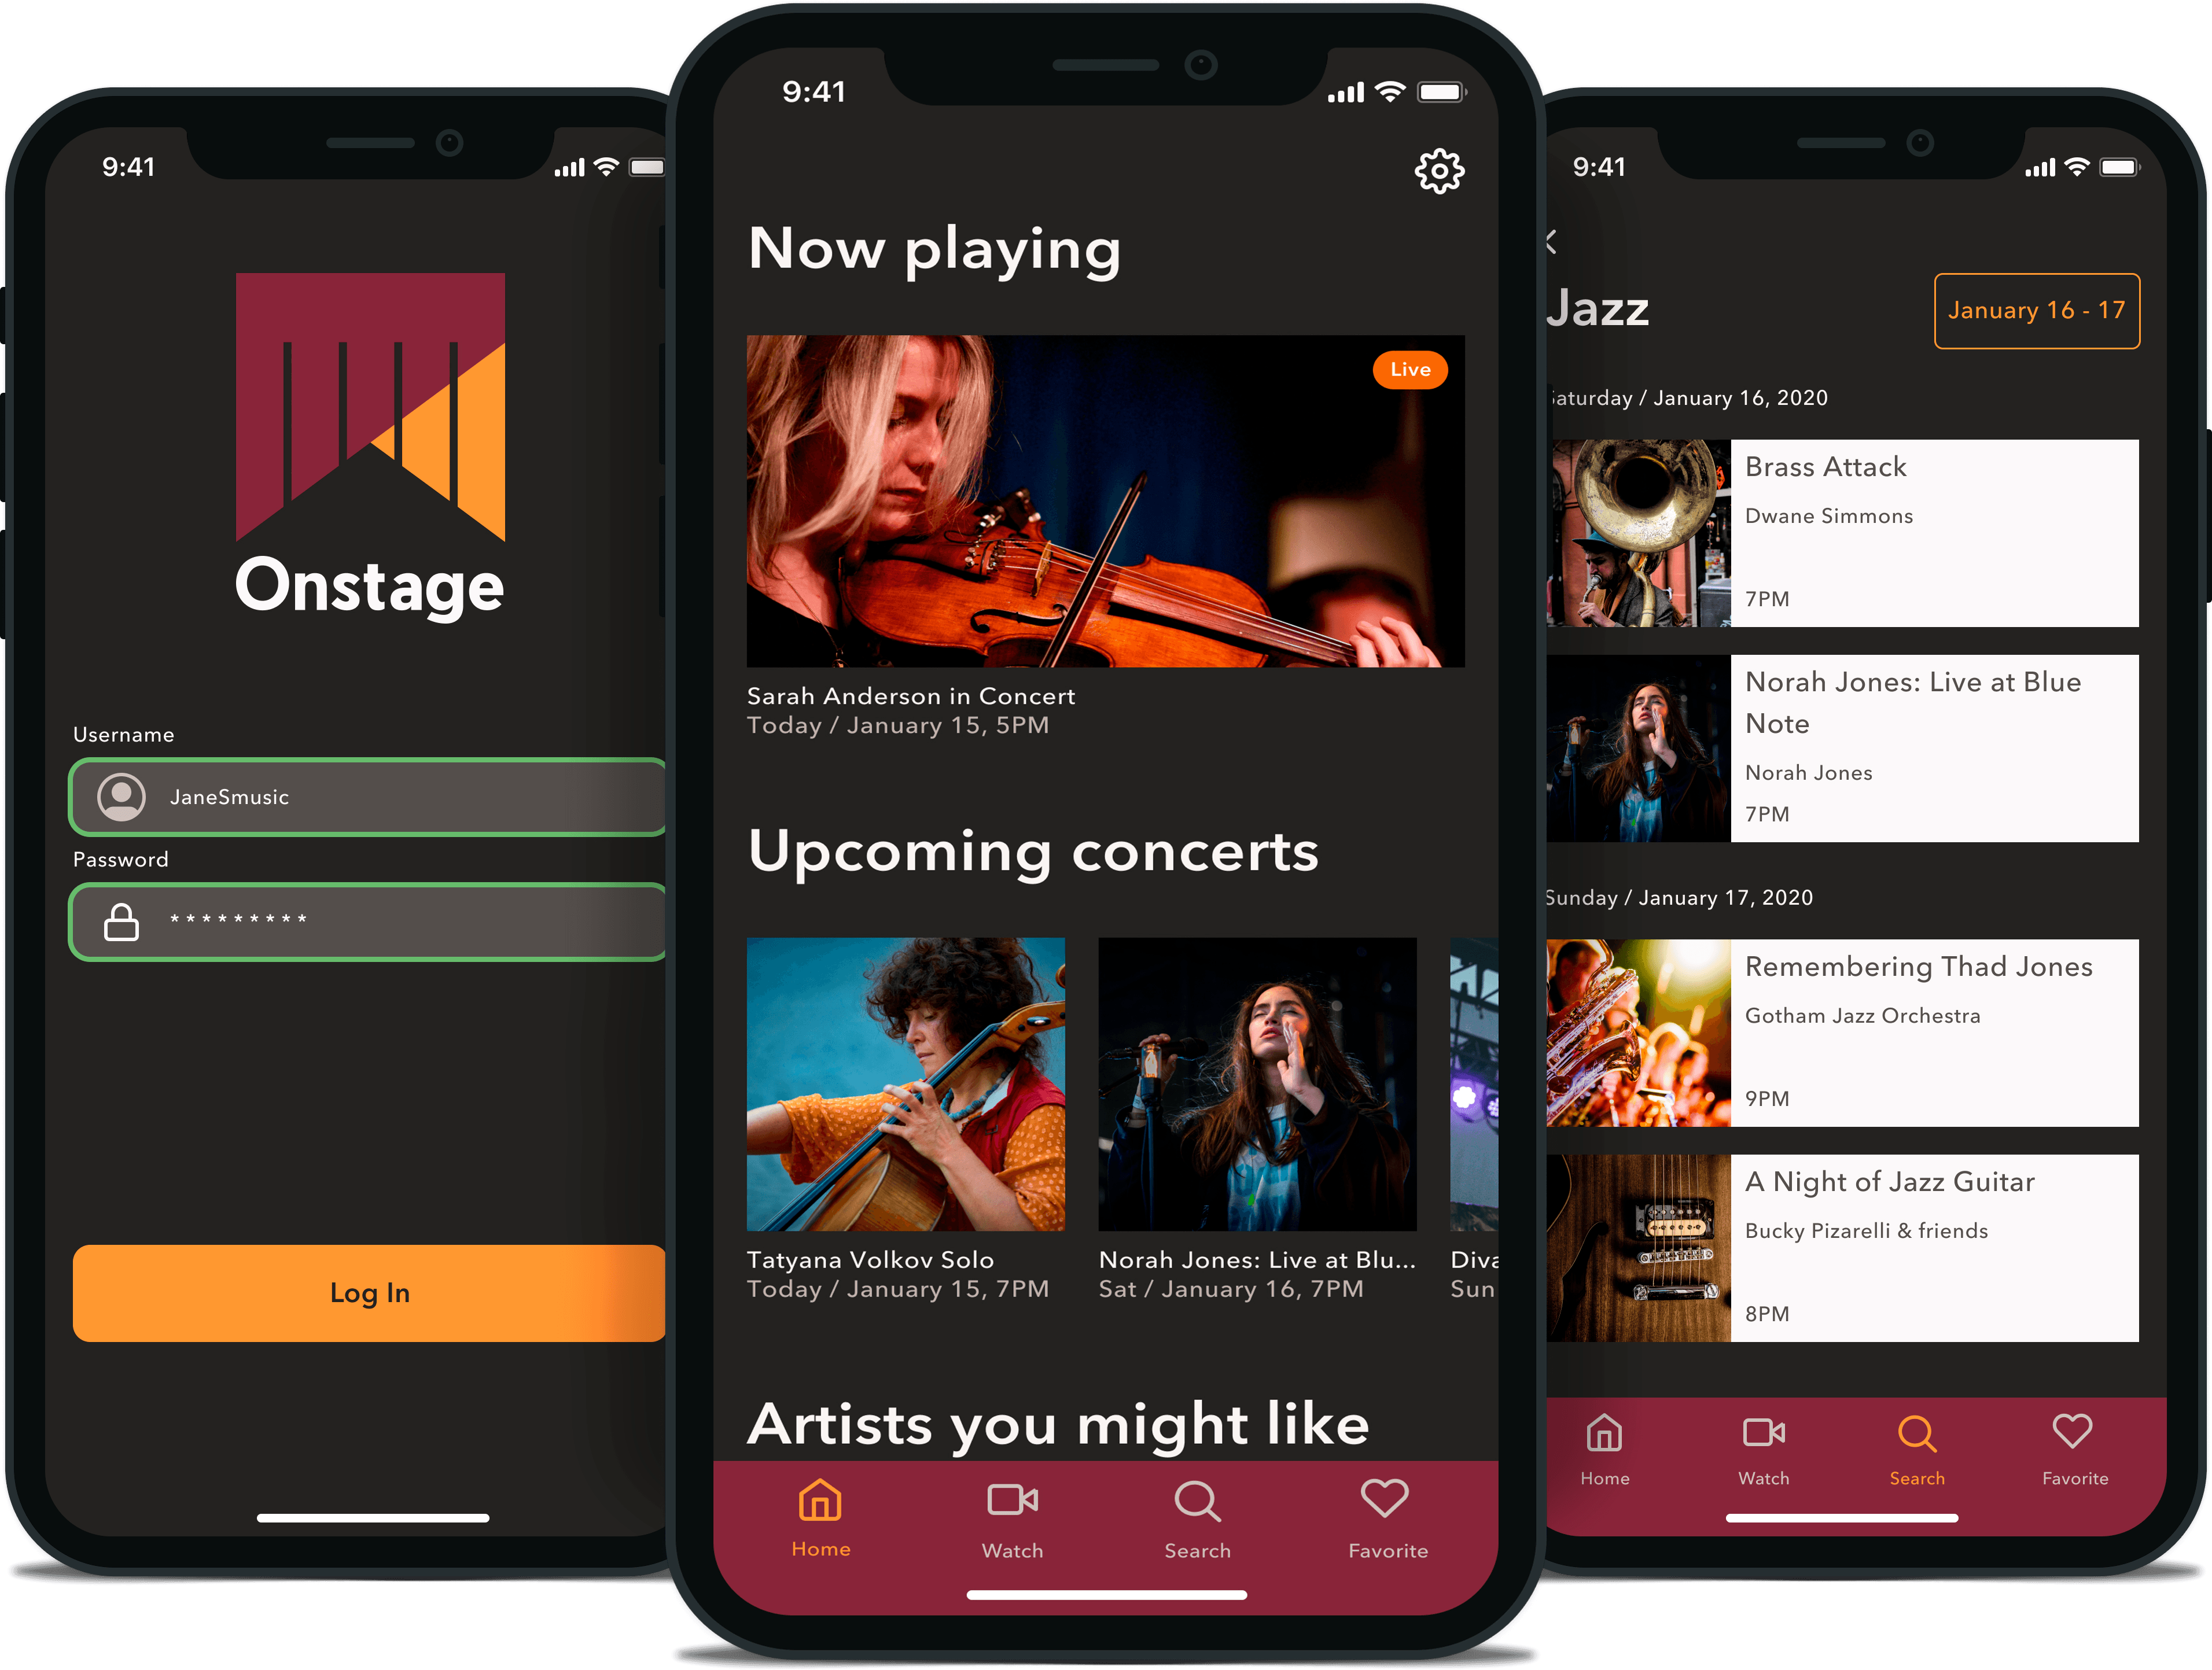 9:41
Onstage
Username
JaneSmusic
Password
*********
Log In
9:41
Now playing
Live
Sarah Anderson in Concert
Today / January 15, 5PM
Upcoming concerts
Tatyana Volkov Solo
Today / January 15, 7PM
Norah Jones: Live at Blu...
Sat / January 16, 7PM
Diva
Sun
Artists you might like
Home
Watch
Search
Favorite
9:41
Jazz
January 16 - 17
Saturday / January 16, 2020
Brass Attack
Dwane Simmons
7PM
Norah Jones: Live at Blue
Note
Norah Jones
7PM
Sunday / January 17, 2020
Remembering Thad Jones
Gotham Jazz Orchestra
9PM
A Night of Jazz Guitar
Bucky Pizarelli & friends
8PM
Home
Watch
Search
Favorite